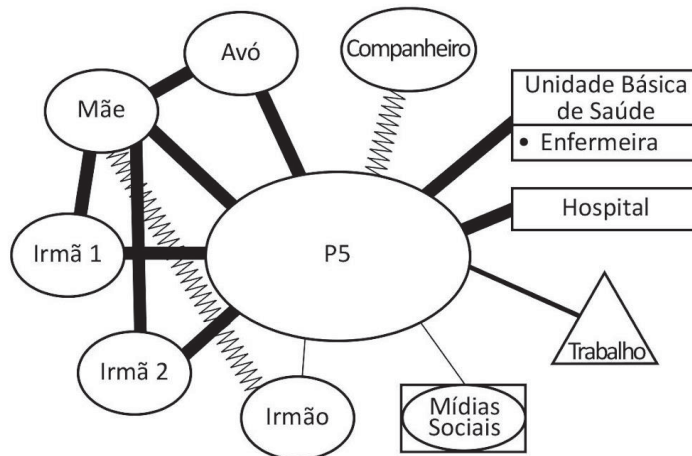 Avó
Companheiro
Mãe
Unidade Básica
de Saúde
• Enfermeira
Hospital
Irmã 1
P5
Trabalho
Irmã 2
Irmão
Mídias
Sociais